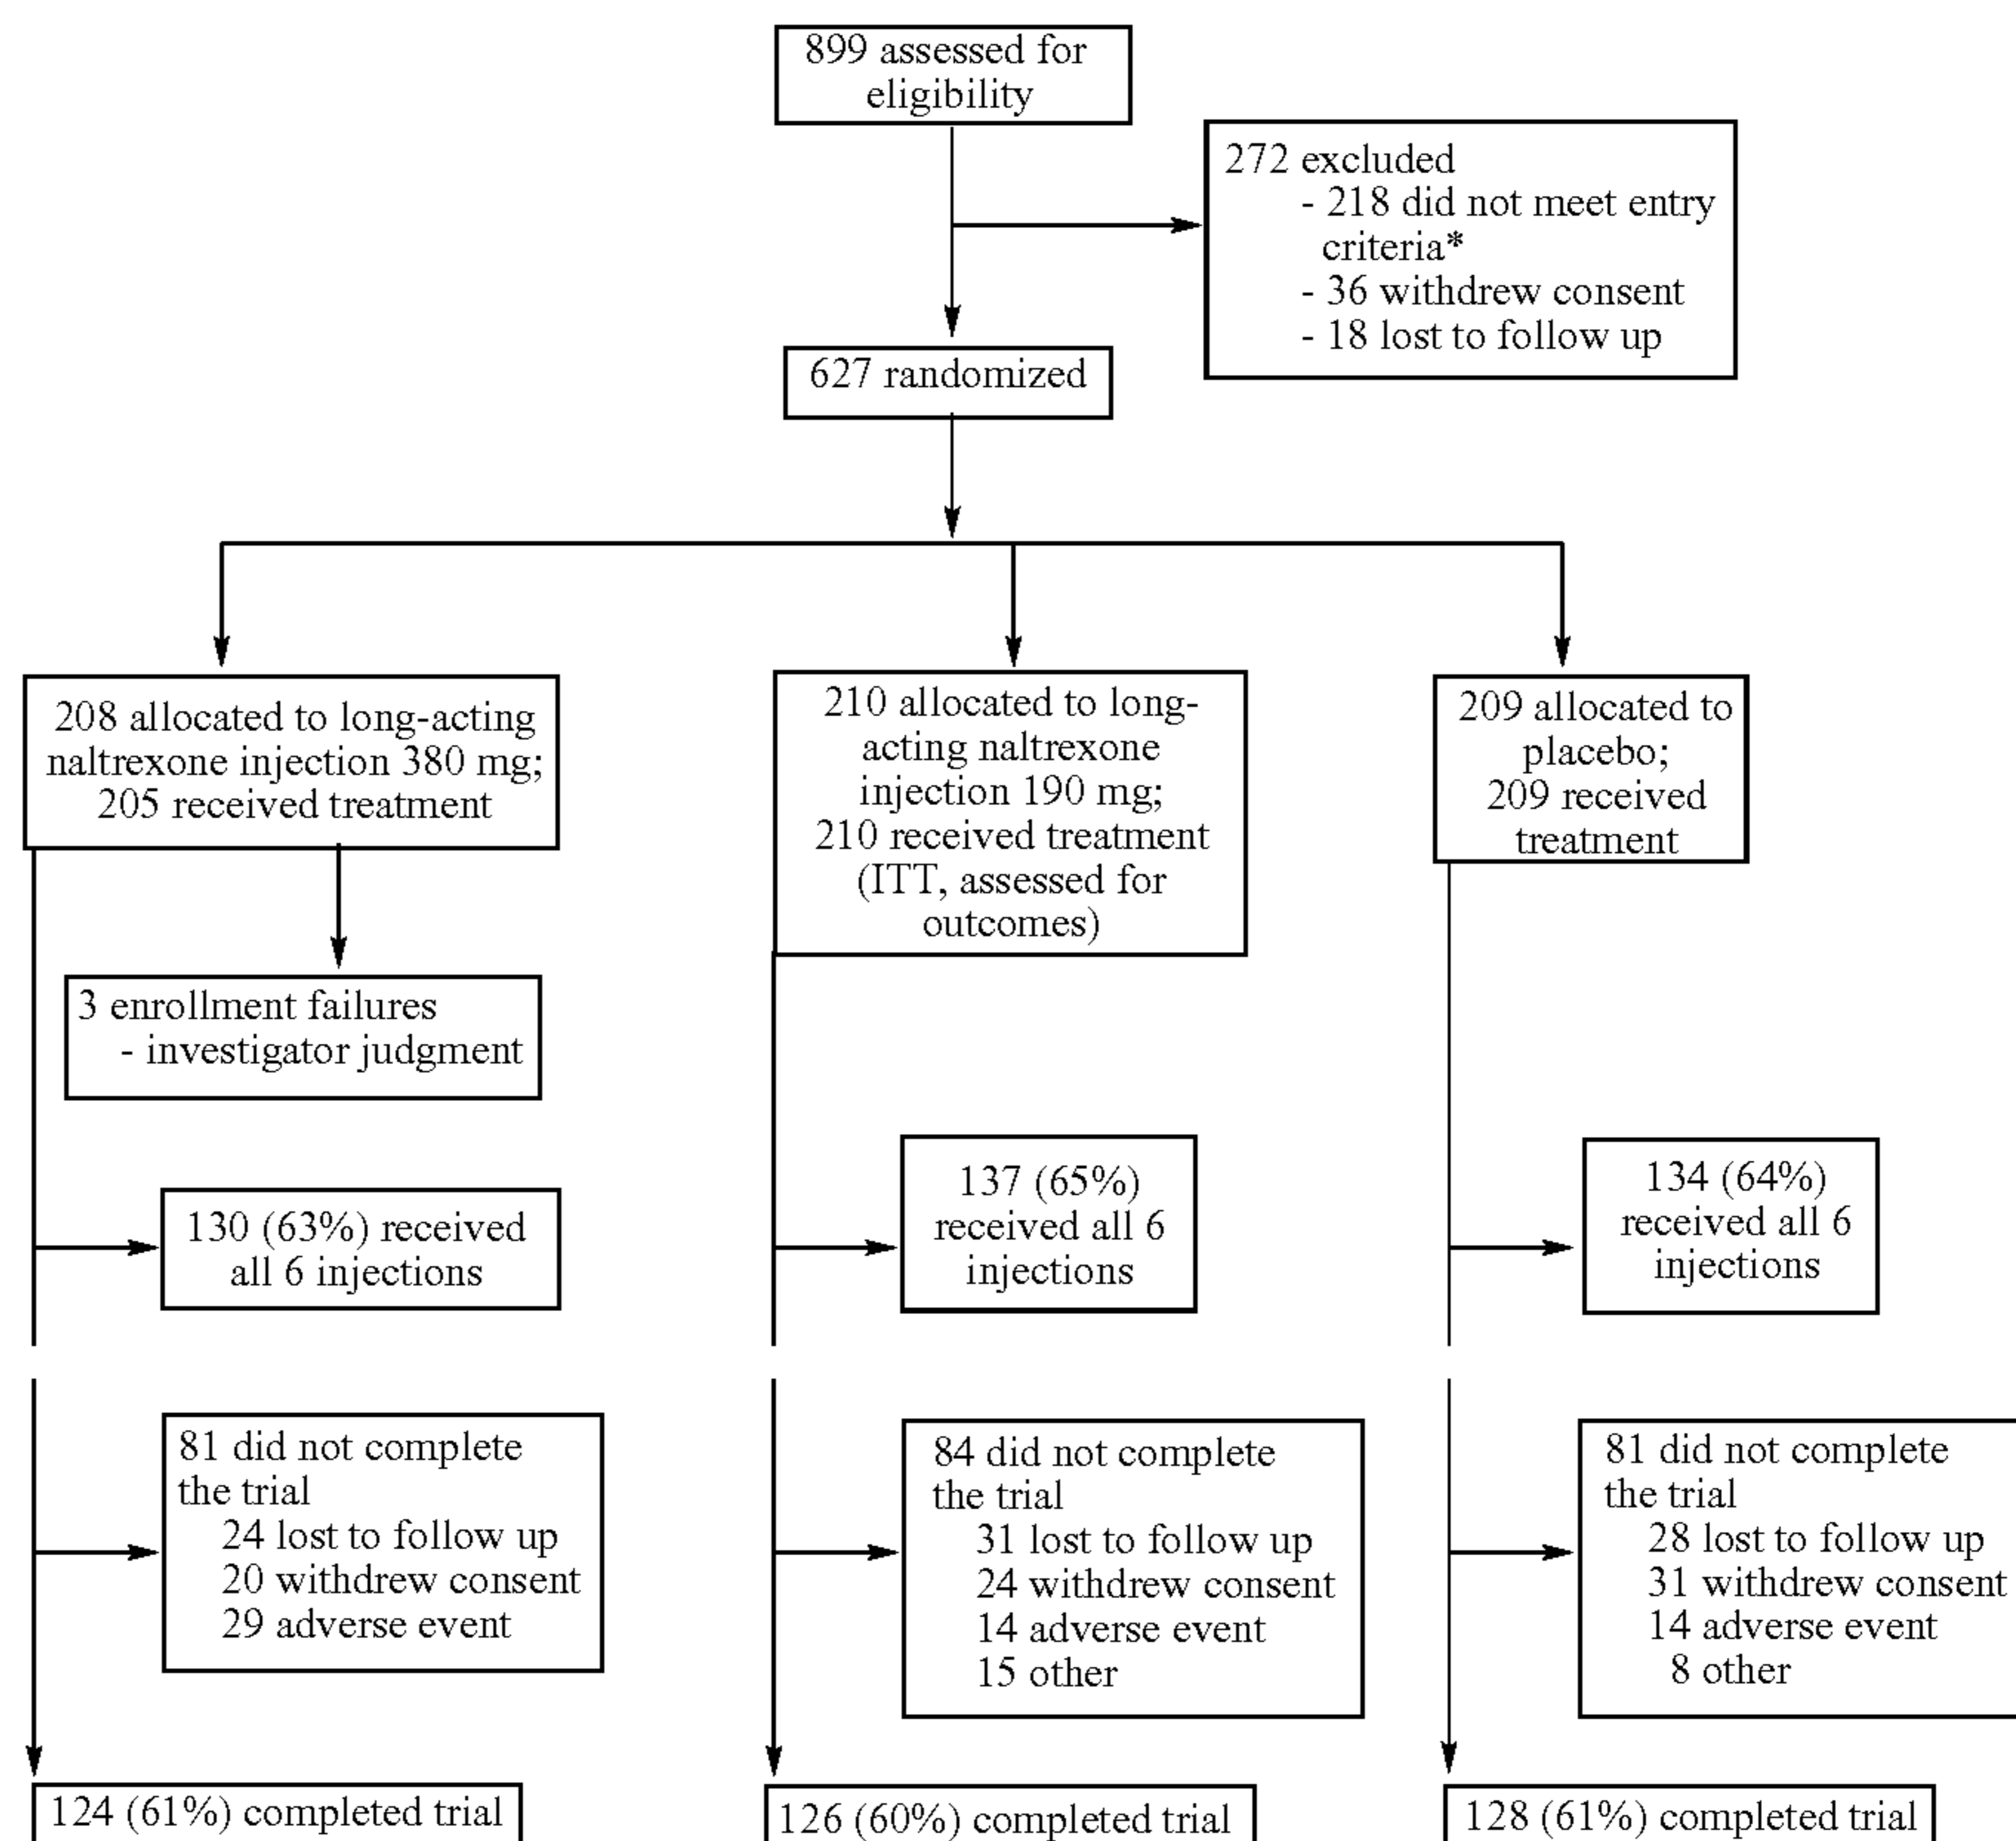 899 assessed for
eligibility
272 excluded
- 218 did not meet entry
criteria*
- 36 withdrew consent
- 18 lost to follow up
627 randomized
208 allocated to long-acting
naltrexone injection 380 mg;
205 received treatment
210 allocated to long-
acting naltrexone
injection 190 mg;
210 received treatment
(ITT, assessed for
outcomes)
209 allocated to
placebo;
209 received
treatment
3 enrollment failures
- investigator judgment
130 (63%) received
all 6 injections
137 (65%)
received all 6
injections
134 (64%)
received all 6
injections
81 did not complete
the trial
24 lost to follow up
20 withdrew consent
29 adverse event
84 did not complete
the trial
31 lost to follow up
24 withdrew consent
14 adverse event
15 other
81 did not complete
the trial
28 lost to follow up
31 withdrew consent
14 adverse event
8 other
124 (61%) completed trial
126 (60%) completed trial
128 (61%) completed trial